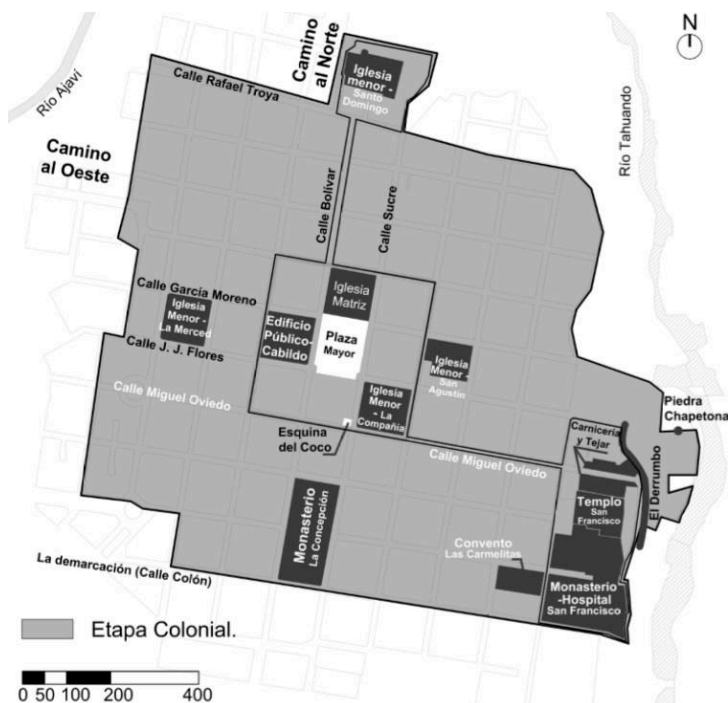 N
Camino
al Norte
Iglesia
menor -
Santo
Domingo
Calle Rafael Troya
Río Ajaví
Río Tahuando
Camino
al Oeste
Calle Bolívar
Calle Sucre
Calle García Moreno
Iglesia
Matriz
Iglesia
Menor -
La Merced
Edificio
Público-
Cabildo
Plaza
Mayor
Calle J. J. Flores
Iglesia
Menor -
San
Agustín
Calle Miguel Oviedo
Iglesia
Menor
- La
Compañía
Piedra
Chapetona
Esquina
del Coco
Carnicería
y Tejar
Calle Miguel Oviedo
El Derrumbo
Monasterio
La Concepción
Templo
San
Francisco
Convento
Las Carmelitas
La demarcación (Calle Colón)
Monasterio
-Hospital
San Francisco
Etapa Colonial.
0 50 100 200 400